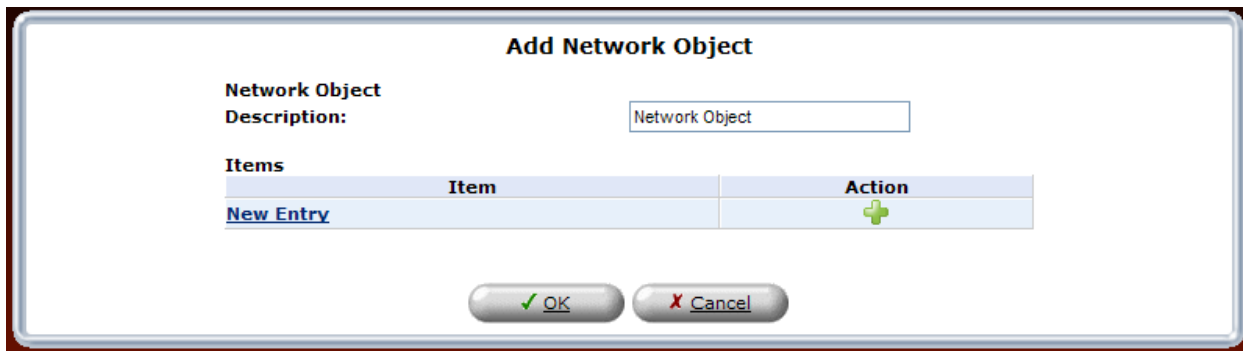 Add Network Object
Network Object
Description: Network Object
Items
Item Action
New Entry
OK Cancel